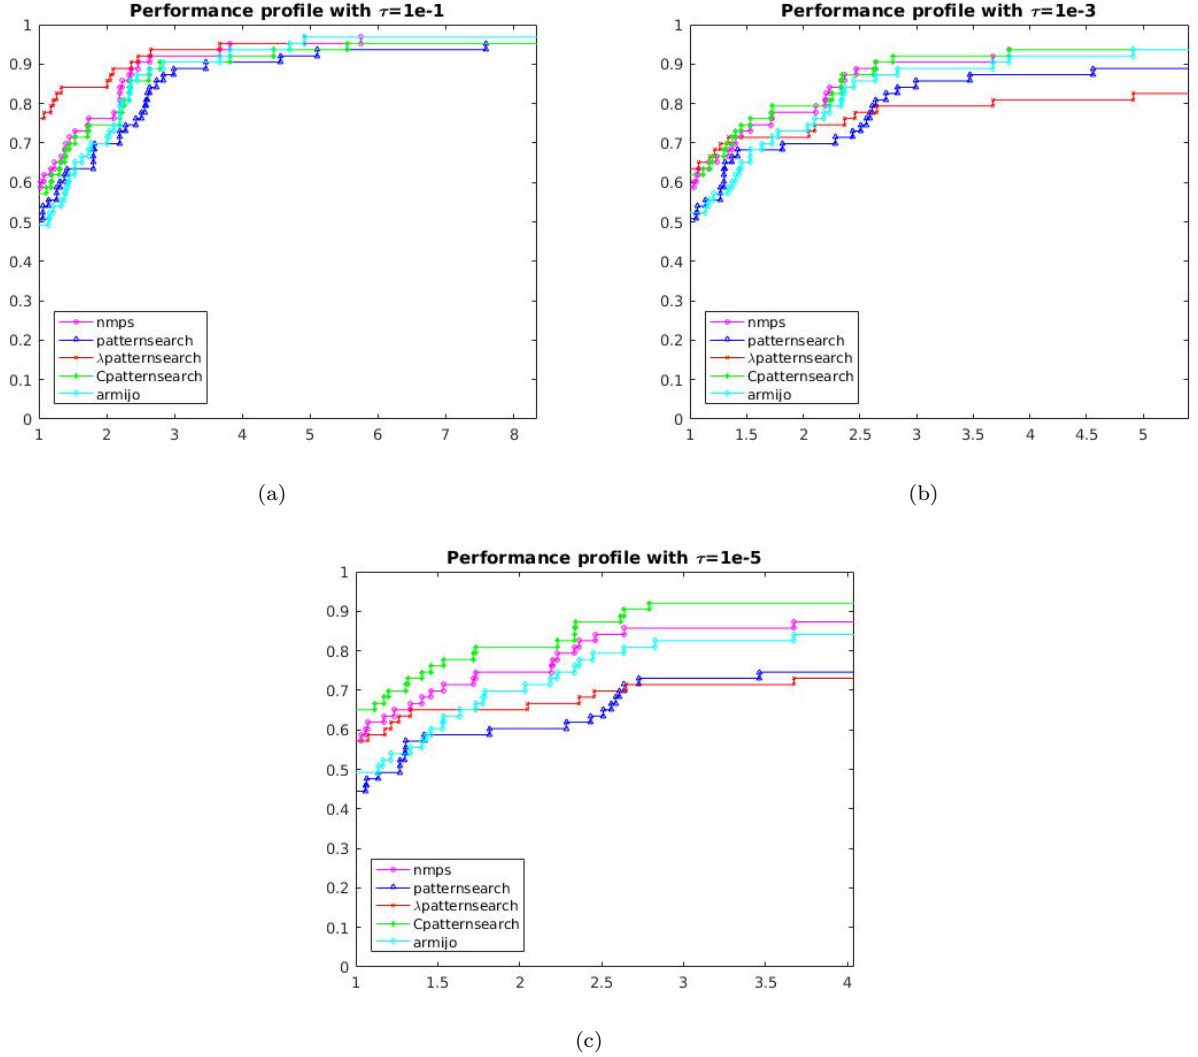 Performance profile with τ=1e-1
1
0.9
0.8
0.7
0.6
0.5
0.4
0.3
0.2
0.1
0
nmps
patternsearch
λpatternsearch
Cpatternsearch
armijo
1 2 3 4 5 6 7 8
(a)
Performance profile with τ=1e-3
1
0.9
0.8
0.7
0.6
0.5
0.4
0.3
0.2
0.1
0
nmps
patternsearch
λpatternsearch
Cpatternsearch
armijo
1 1.5 2 2.5 3 3.5 4 4.5 5
(b)
Performance profile with τ=1e-5
1
0.9
0.8
0.7
0.6
0.5
0.4
0.3
0.2
0.1
0
nmps
patternsearch
λpatternsearch
Cpatternsearch
armijo
1 1.5 2 2.5 3 3.5 4
(c)